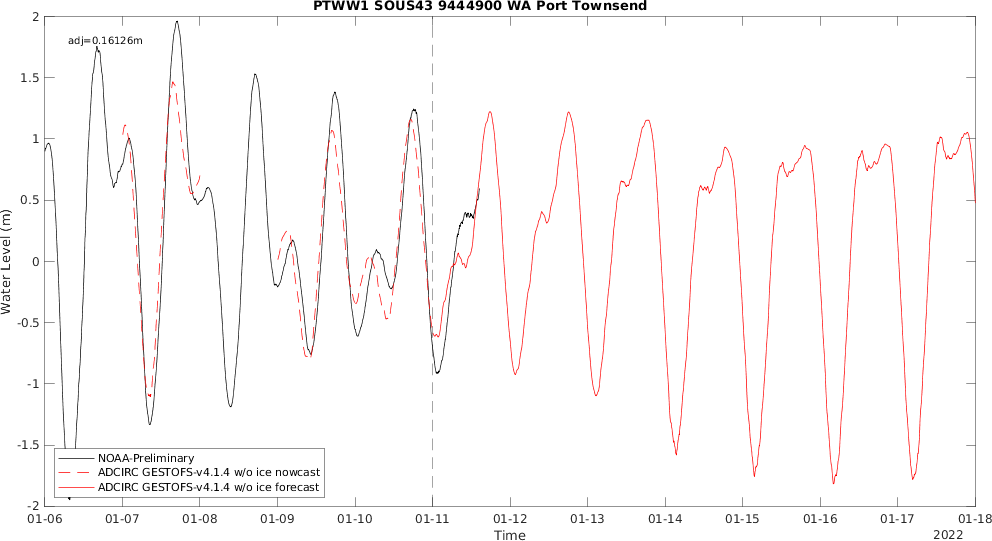 PTWW1 SOUS43 9444900 WA Port Townsend
adj=0.16126m
2
1.5
1
0.5
0
-0.5
-1
-1.5
-2
Water Level (m)
NOAA-Preliminary
ADCIRC GESTOFS-v4.1.4 w/o ice nowcast
ADCIRC GESTOFS-v4.1.4 w/o ice forecast
01-06 01-07 01-08 01-09 01-10 01-11 01-12 01-13 01-14 01-15 01-16 01-17 01-18
Time
2022